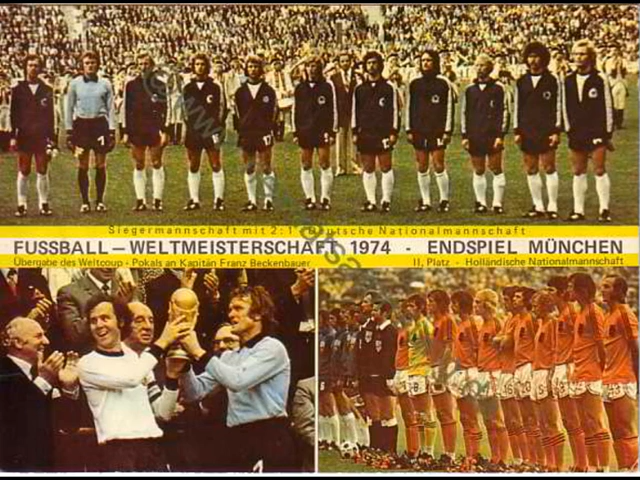 Siegermannschaft mit 2:1 Deutsche Nationalmannschaft
FUSSBALL – WELTMEISTERSCHAFT 1974 - ENDSPIEL MÜNCHEN
Übergabe des Weltcoup - Pokals an Kapitän Franz Beckenbauer
II. Platz - Holländische Nationalmannschaft